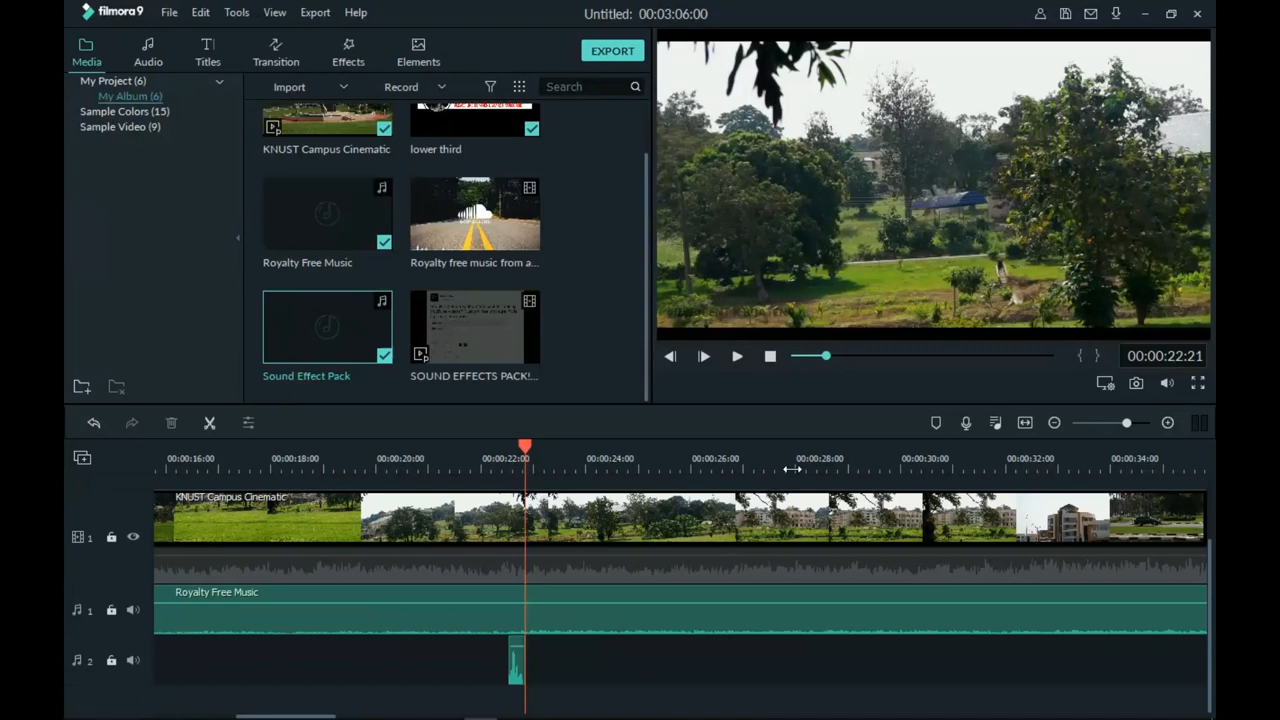 filmora9
File
Edit
Tools
View
Export
Help
Untitled: 00:03:06:00
Media
Audio
Titles
Transition
Effects
Elements
EXPORT
My Project (6)
My Album (6)
Sample Colors (15)
Sample Video (9)
Import
Record
Search
KNUST Campus Cinematic
lower third
Royalty Free Music
Royalty free music from a...
Sound Effect Pack
SOUND EFFECTS PACK!...
00:00:22:21
00:00:16:00
00:00:18:00
00:00:20:00
00:00:22:00
00:00:24:00
00:00:26:00
00:00:28:00
00:00:30:00
00:00:32:00
00:00:34:00
KNUST Campus Cinematic
1
Royalty Free Music
1
2